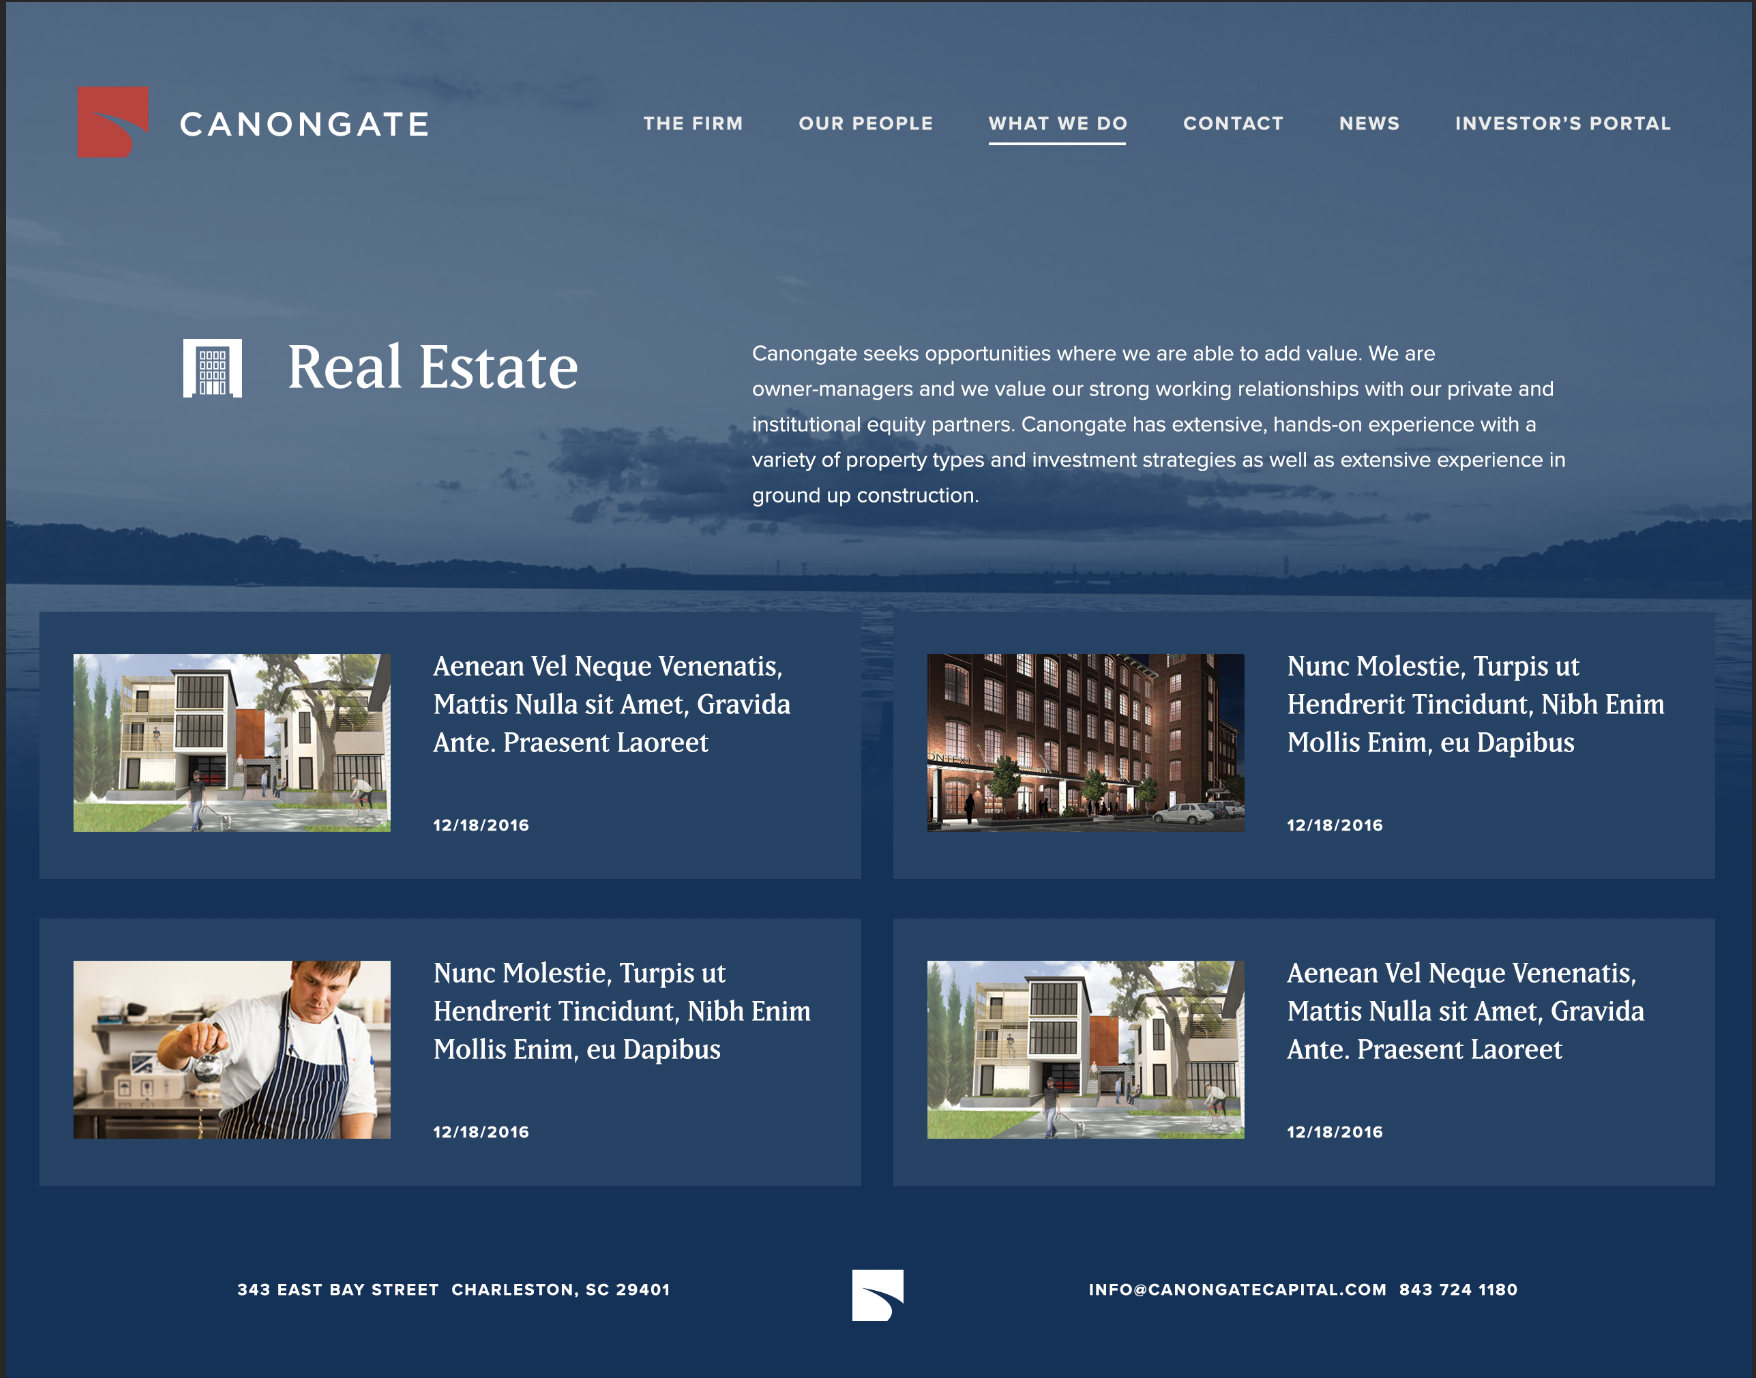 CANONGATE
THE FIRM OUR PEOPLE WHAT WE DO CONTACT NEWS INVESTOR’S PORTAL
Real Estate
Canongate seeks opportunities where we are able to add value. We are
owner-managers and we value our strong working relationships with our private and
institutional equity partners. Canongate has extensive, hands-on experience with a
variety of property types and investment strategies as well as extensive experience in
ground up construction.
Aenean Vel Neque Venenatis,
Mattis Nulla sit Amet, Gravida
Ante. Praesent Laoreet
12/18/2016
Nunc Molestie, Turpis ut
Hendrerit Tincidunt, Nibh Enim
Mollis Enim, eu Dapibus
12/18/2016
Nunc Molestie, Turpis ut
Hendrerit Tincidunt, Nibh Enim
Mollis Enim, eu Dapibus
12/18/2016
Aenean Vel Neque Venenatis,
Mattis Nulla sit Amet, Gravida
Ante. Praesent Laoreet
12/18/2016
343 EAST BAY STREET CHARLESTON, SC 29401
INFO@CANONGATECAPITAL.COM 843 724 1180